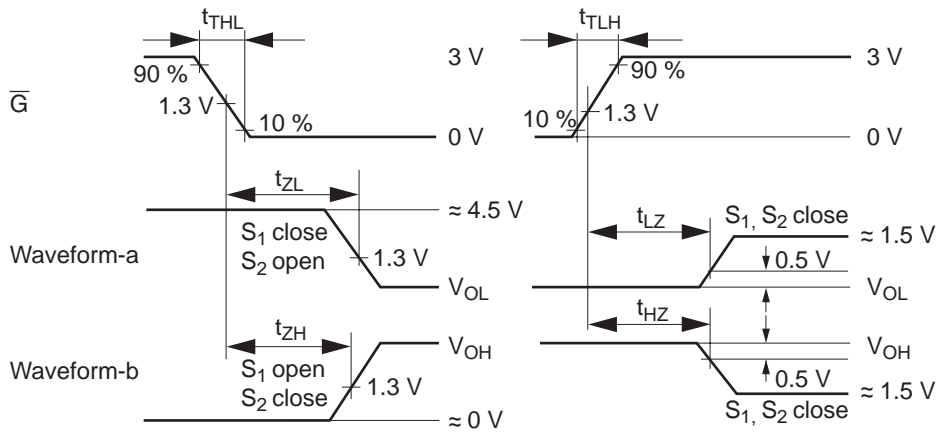 tTHL
tTLH
3 V
3 V
90 %
90 %
G
1.3 V
1.3 V
10 %
10 %
0 V
0 V
tZL
≈ 4.5 V
tLZ
S1, S2 close
S1 close
S2 open
≈ 1.5 V
Waveform-a
1.3 V
0.5 V
VOL
VOL
tZH
tHZ
VOH
VOH
S1 open
S2 close
Waveform-b
1.3 V
0.5 V
≈ 1.5 V
≈ 0 V
S1, S2 close